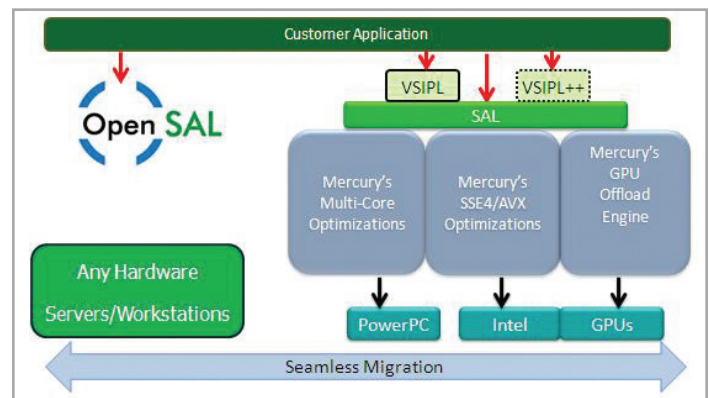 Customer Application
VSIPL
VSIPL++
Open SAL
SAL
Mercury's
Multi-Core
Optimizations
Mercury's
SSE4/AVX
Optimizations
Mercury's
GPU
Offload
Engine
Any Hardware
Servers/Workstations
PowerPC
Intel
GPUs
Seamless Migration